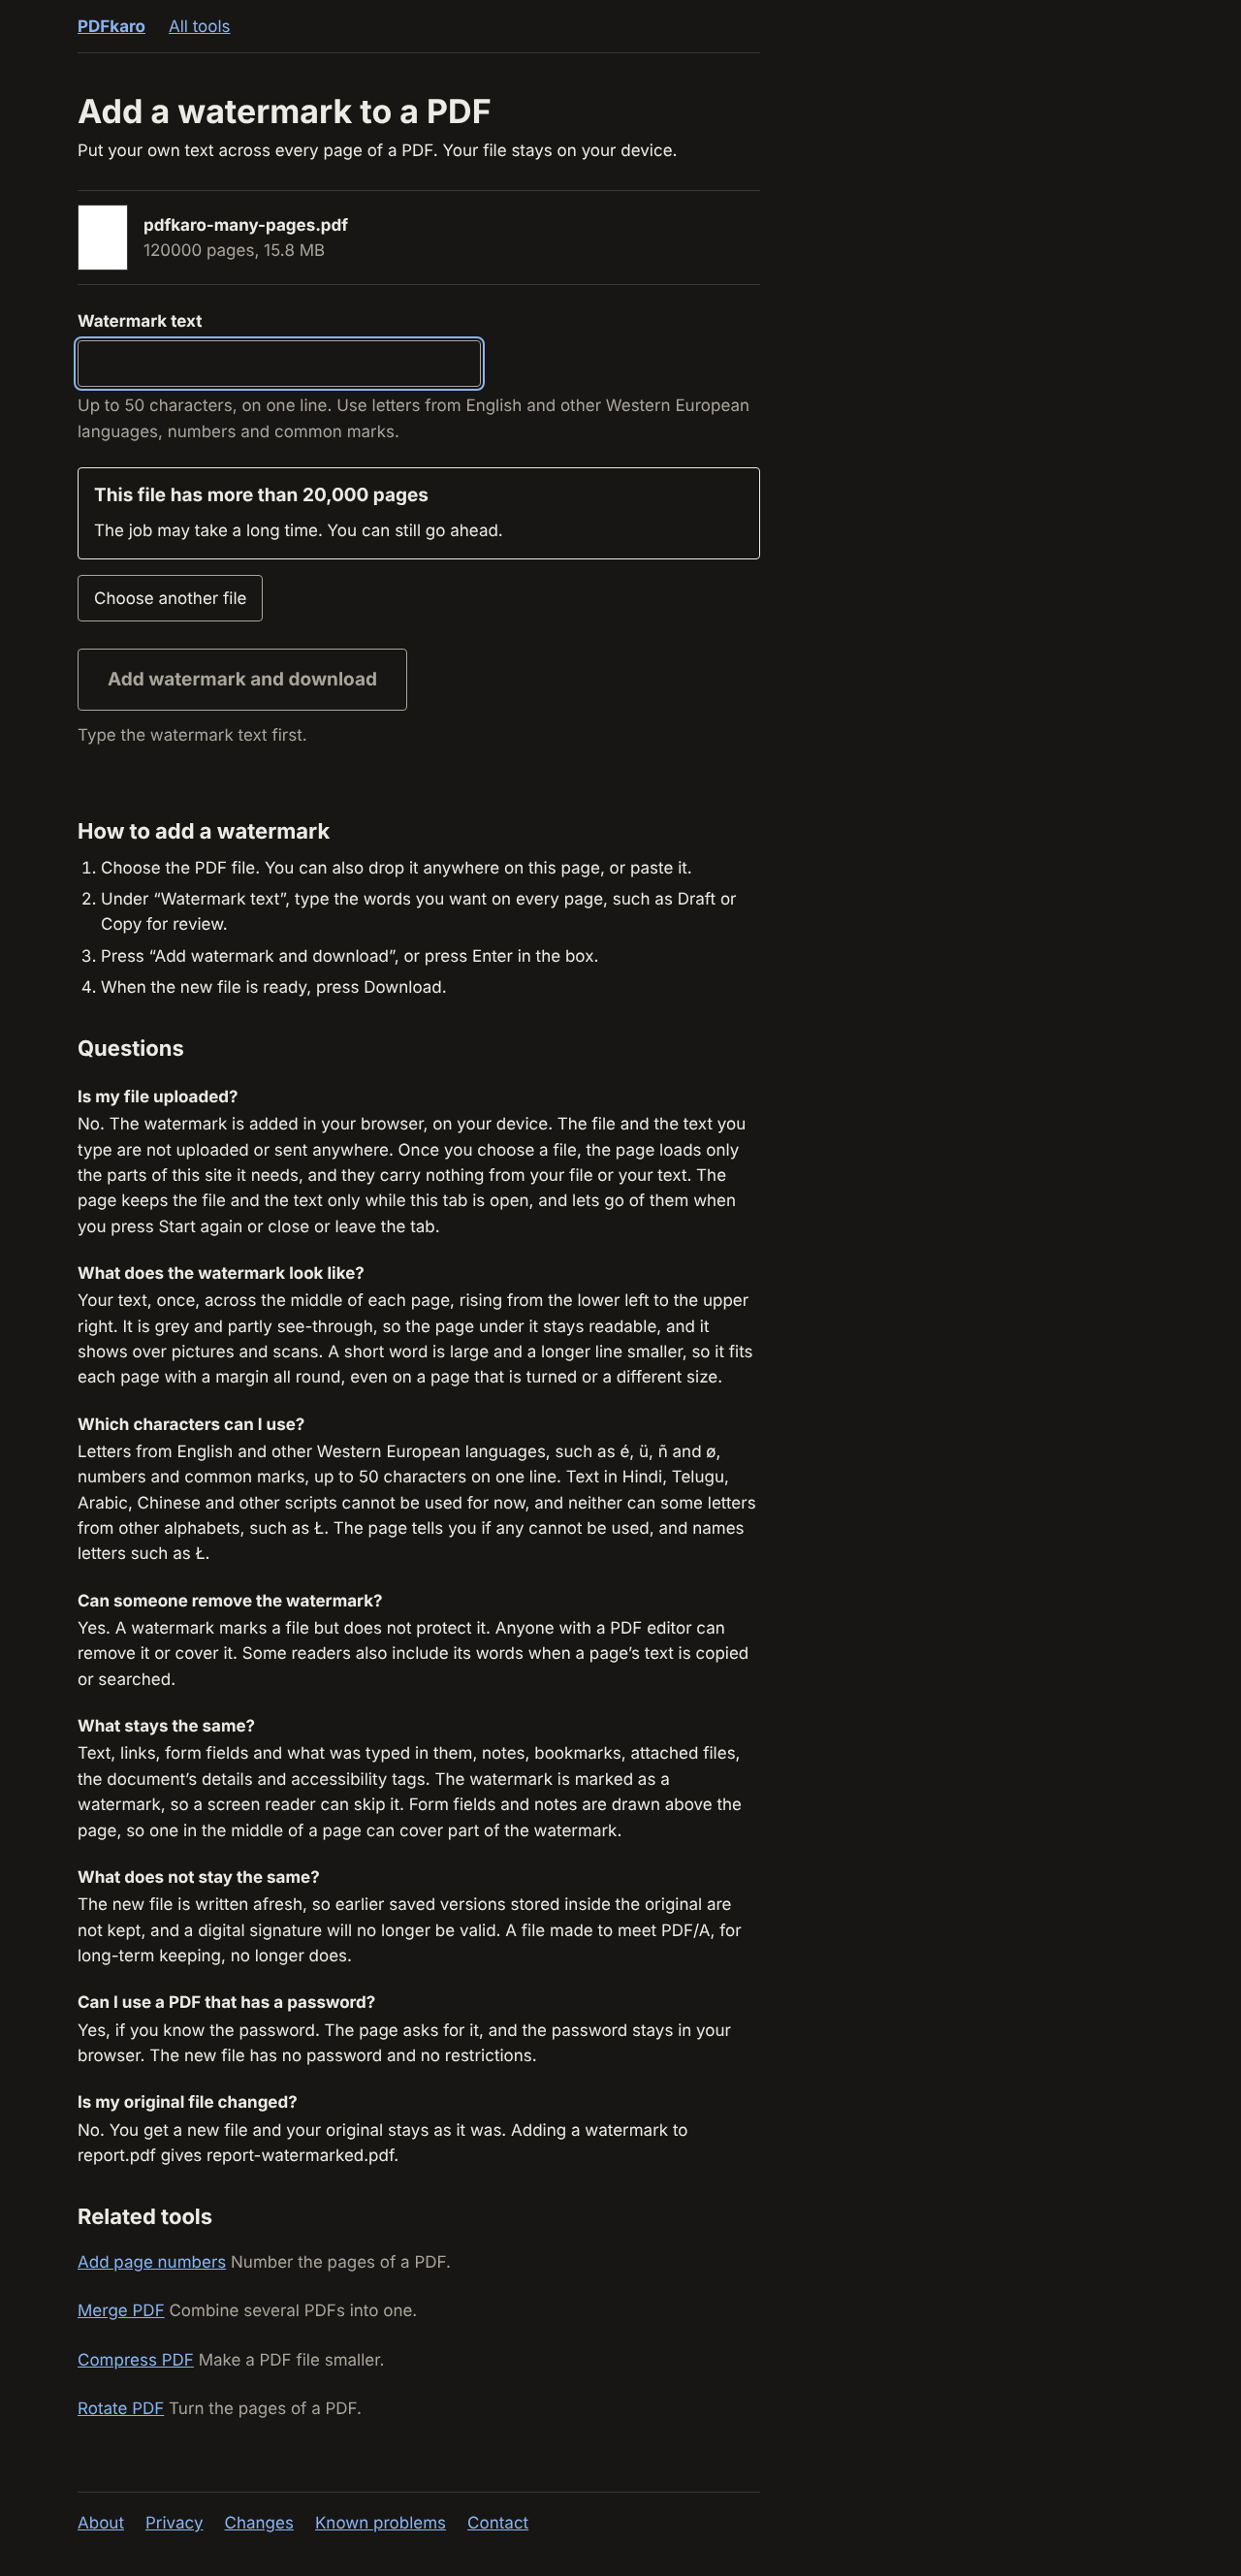 PDFkaro All tools
Add a watermark to a PDF
Put your own text across every page of a PDF. Your file stays on your device.
pdfkaro-many-pages.pdf
120000 pages, 15.8 MB
Watermark text
Up to 50 characters, on one line. Use letters from English and other Western European
languages, numbers and common marks.
This file has more than 20,000 pages
The job may take a long time. You can still go ahead.
Choose another file
Add watermark and download
Type the watermark text first.
How to add a watermark
1. Choose the PDF file. You can also drop it anywhere on this page, or paste it.
2. Under “Watermark text”, type the words you want on every page, such as Draft or
Copy for review.
3. Press “Add watermark and download”, or press Enter in the box.
4. When the new file is ready, press Download.
Questions
Is my file uploaded?
No. The watermark is added in your browser, on your device. The file and the text you
type are not uploaded or sent anywhere. Once you choose a file, the page loads only
the parts of this site it needs, and they carry nothing from your file or your text. The
page keeps the file and the text only while this tab is open, and lets go of them when
you press Start again or close or leave the tab.
What does the watermark look like?
Your text, once, across the middle of each page, rising from the lower left to the upper
right. It is grey and partly see-through, so the page under it stays readable, and it
shows over pictures and scans. A short word is large and a longer line smaller, so it fits
each page with a margin all round, even on a page that is turned or a different size.
Which characters can I use?
Letters from English and other Western European languages, such as é, ü, ñ and ø,
numbers and common marks, up to 50 characters on one line. Text in Hindi, Telugu,
Arabic, Chinese and other scripts cannot be used for now, and neither can some letters
from other alphabets, such as Ł. The page tells you if any cannot be used, and names
letters such as Ł.
Can someone remove the watermark?
Yes. A watermark marks a file but does not protect it. Anyone with a PDF editor can
remove it or cover it. Some readers also include its words when a page’s text is copied
or searched.
What stays the same?
Text, links, form fields and what was typed in them, notes, bookmarks, attached files,
the document’s details and accessibility tags. The watermark is marked as a
watermark, so a screen reader can skip it. Form fields and notes are drawn above the
page, so one in the middle of a page can cover part of the watermark.
What does not stay the same?
The new file is written afresh, so earlier saved versions stored inside the original are
not kept, and a digital signature will no longer be valid. A file made to meet PDF/A, for
long-term keeping, no longer does.
Can I use a PDF that has a password?
Yes, if you know the password. The page asks for it, and the password stays in your
browser. The new file has no password and no restrictions.
Is my original file changed?
No. You get a new file and your original stays as it was. Adding a watermark to
report.pdf gives report-watermarked.pdf.
Related tools
Add page numbers Number the pages of a PDF.
Merge PDF Combine several PDFs into one.
Compress PDF Make a PDF file smaller.
Rotate PDF Turn the pages of a PDF.
About Privacy Changes Known problems Contact